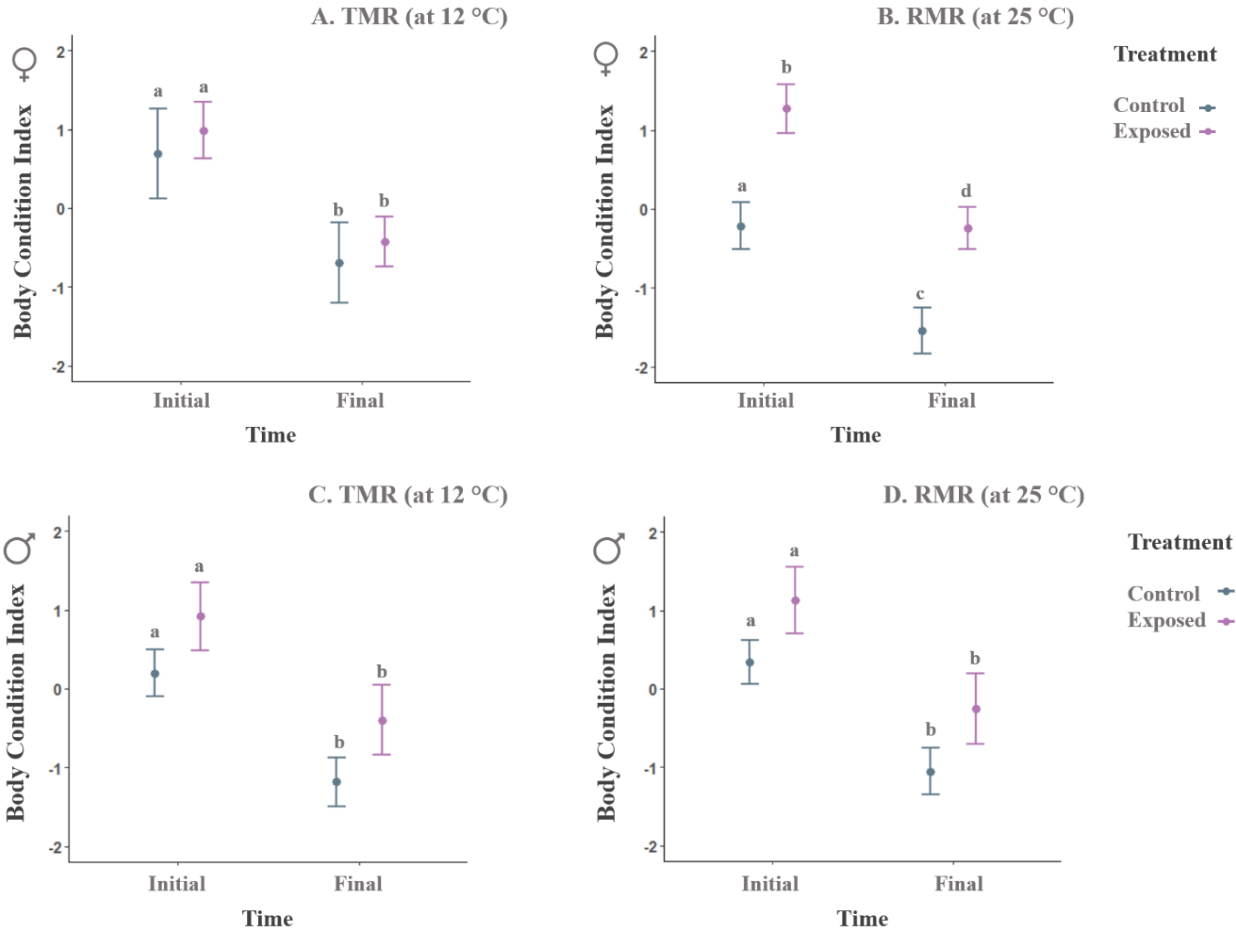 A. TMR (at 12 °C)
♀
Body Condition Index
2
1
0
-1
-2
a
a
b
b
Initial
Final
Time
B. RMR (at 25 °C)
♀
Body Condition Index
2
1
0
-1
-2
a
b
c
d
Initial
Final
Time
Treatment
Control
Exposed
C. TMR (at 12 °C)
♂
Body Condition Index
2
1
0
-1
-2
a
a
b
b
Initial
Final
Time
D. RMR (at 25 °C)
♂
Body Condition Index
2
1
0
-1
-2
a
a
b
b
Initial
Final
Time
Treatment
Control
Exposed